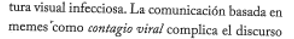 tura visual infecciosa. La comunicación basada en
memes como contagio viral complica el discurso